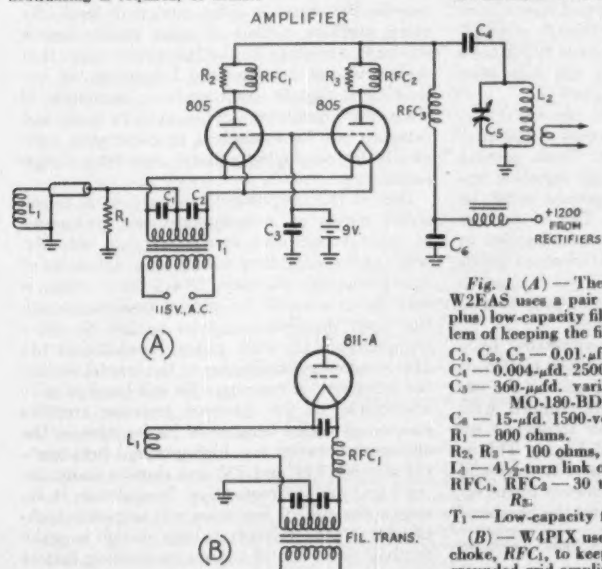 AMPLIFIER
C4
R2
RFC1
R3
RFC2
805
805
RFC3
C5
L2
L1
R1
C1
C2
T1
C3
9V.
C6
+1200
FROM
RECTIFIERS
115 V., A.C.
(A)
811-A
L1
RFC1
FIL. TRANS.
(B)
Fig. 1 (A) — The
W2EAS uses a pair
plus) low-capacity fil
lem of keeping the fi
C1, C2, C3 — 0.01-μ
C4 — 0.004-μfd. 2500
C5 — 360-μμfd. vari
MO-180-BD
C6 — 15-μfd. 1500-v
R1 — 800 ohms.
R2, R3 — 100 ohms,
L2 — 4½-turn link
RFC1, RFC2 — 30 t
R3.
T1 — Low-capacity
(B) — W4PIX use
choke, RFC1, to keep
grounded-grid ampli